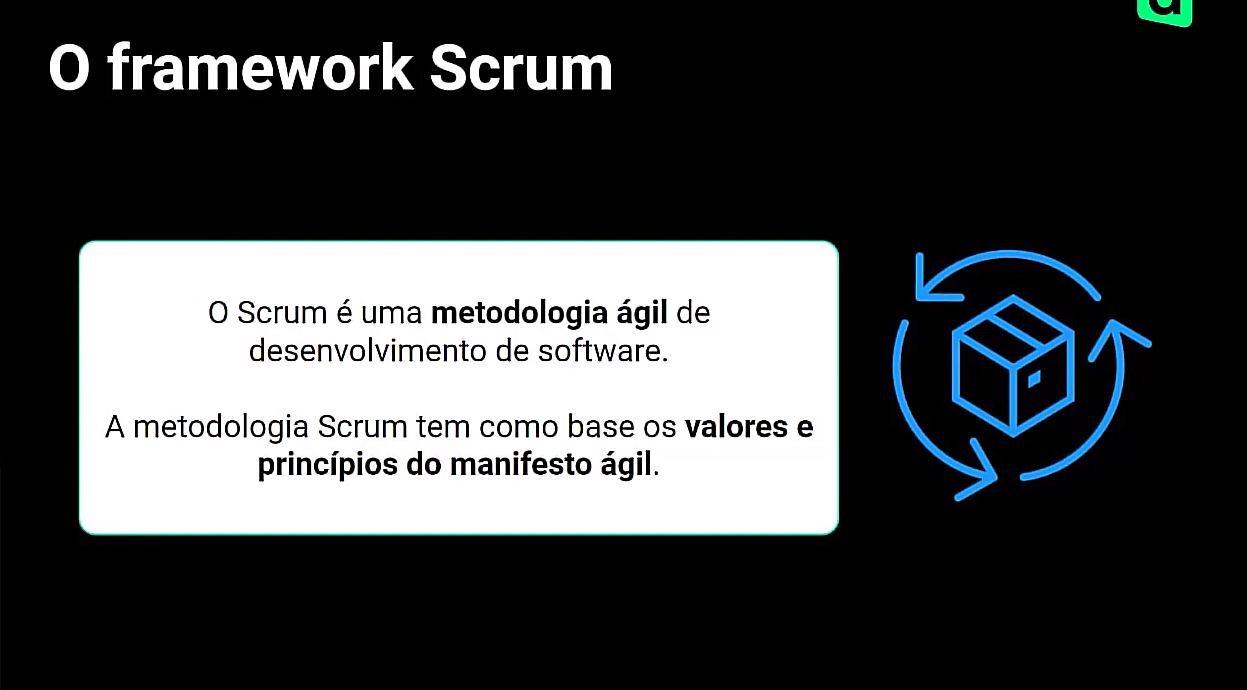 O framework Scrum
O Scrum é uma metodologia ágil de
desenvolvimento de software.
A metodologia Scrum tem como base os valores e
princípios do manifesto ágil.